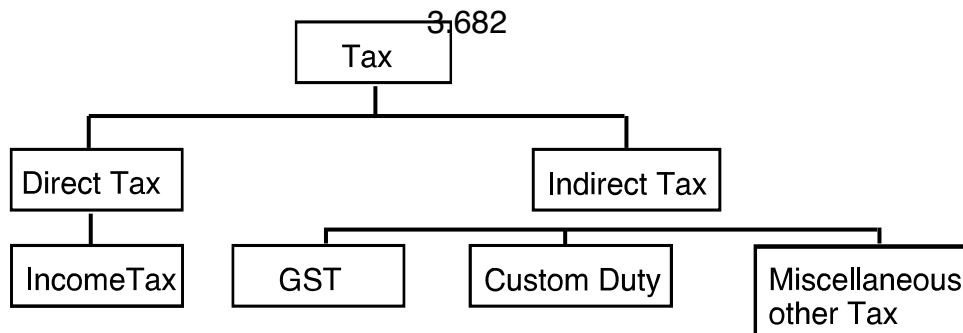 3.682
Tax
Direct Tax
Indirect Tax
IncomeTax
GST
Custom Duty
Miscellaneous
other Tax